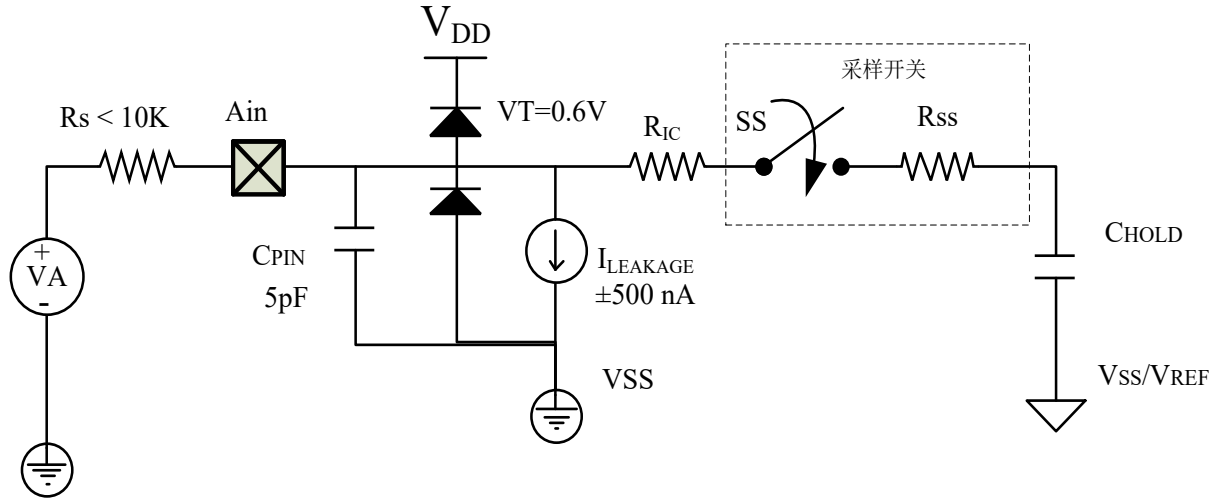 VDD
采样开关
Rs < 10K
Ain
VT=0.6V
RIC
SS
Rss
VA
+
-
CPIN
5pF
ILEAKAGE
±500 nA
CHOLD
VSS
VSS/VREF